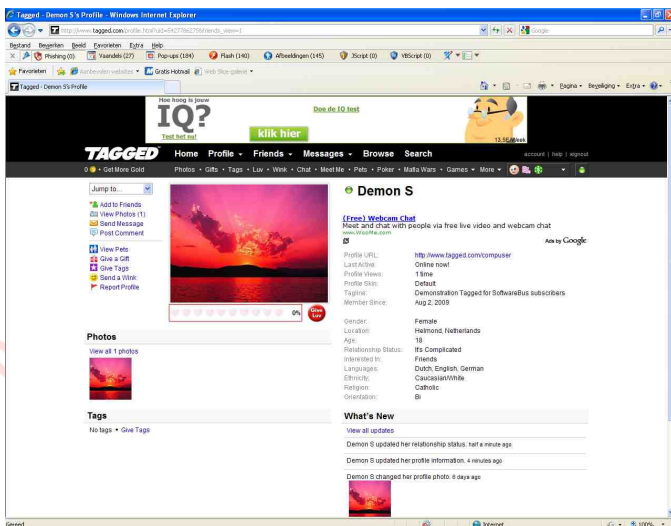 Tagged - Demon S's Profile - Windows Internet Explorer
Google
Bestand Bewerken Beeld Favorieten Extra Help
Phishing (0) Vaandels (27) Pop-ups (184) Flash (140) Afbeeldingen (145) JScript (0) VBScript (0)
Favorieten Aanbevolen websites Gratis Hotmail Web Slice-galerie
Tagged - Demon S's Profile
Pagina Beveiliging Extra
Hoe hoog is jouw
IQ?
Test het nu!
klik hier
Doe de IQ test
TAGGED Home Profile Friends Messages Browse Search account | help | signout
0 • Get More Gold Photos • Gifts • Tags • Luv • Wink • Chat • Meet Me • Pets • Poker • Mafia Wars • Games • More
Jump to...
Add to Friends
View Photos (1)
Send Message
Post Comment
View Pets
Give a Gift
Give Tags
Send a Wink
Report Profile
0% Give Luv
Photos
View all 1 photos
Tags
No tags • Give Tags
Demon S
(Free) Webcam Chat
Meet and chat with people via free live video and webcam chat
www.WooMe.com
Ads by Google
Profile URL: http://www.tagged.com/compuser
Last Active: Online now!
Profile Views: 1 time
Profile Skin: Default
Tagline: Demonstration Tagged for SoftwareBus subscribers
Member Since: Aug 2, 2009
Gender: Female
Location: Helmond, Netherlands
Age: 18
Relationship Status: It's Complicated
Interested In: Friends
Languages: Dutch, English, German
Ethnicity: Caucasian/White
Religion: Catholic
Orientation: Bi
What's New
View all updates
Demon S updated her relationship status. half a minute ago
Demon S updated her profile information. 4 minutes ago
Demon S changed her profile photo. 6 days ago
Gereed Internet 100%